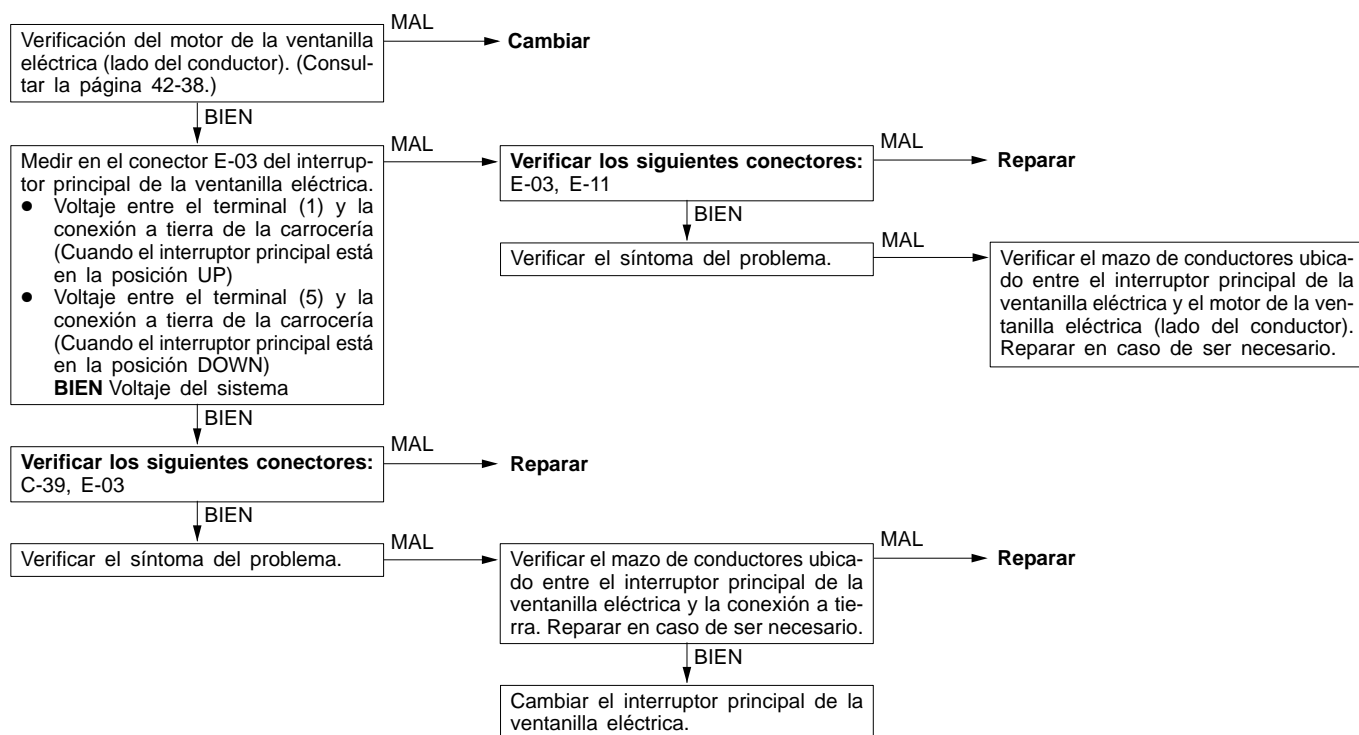 Verificación del motor de la ventanilla
eléctrica (lado del conductor). (Consul-
tar la página 42-38.)
MAL
Cambiar
BIEN
Medir en el conector E-03 del interrup-
tor principal de la ventanilla eléctrica.
● Voltaje entre el terminal (1) y la
conexión a tierra de la carrocería
(Cuando el interruptor principal está
en la posición UP)
● Voltaje entre el terminal (5) y la
conexión a tierra de la carrocería
(Cuando el interruptor principal está
en la posición DOWN)
BIEN Voltaje del sistema
MAL
Verificar los siguientes conectores:
E-03, E-11
MAL
Reparar
BIEN
Verificar el síntoma del problema.
MAL
Verificar el mazo de conductores ubica-
do entre el interruptor principal de la
ventanilla eléctrica y el motor de la ven-
tanilla eléctrica (lado del conductor).
Reparar en caso de ser necesario.
BIEN
Verificar los siguientes conectores:
C-39, E-03
MAL
Reparar
BIEN
Verificar el síntoma del problema.
MAL
Verificar el mazo de conductores ubica-
do entre el interruptor principal de la
ventanilla eléctrica y la conexión a tie-
rra. Reparar en caso de ser necesario.
MAL
Reparar
BIEN
Cambiar el interruptor principal de la
ventanilla eléctrica.